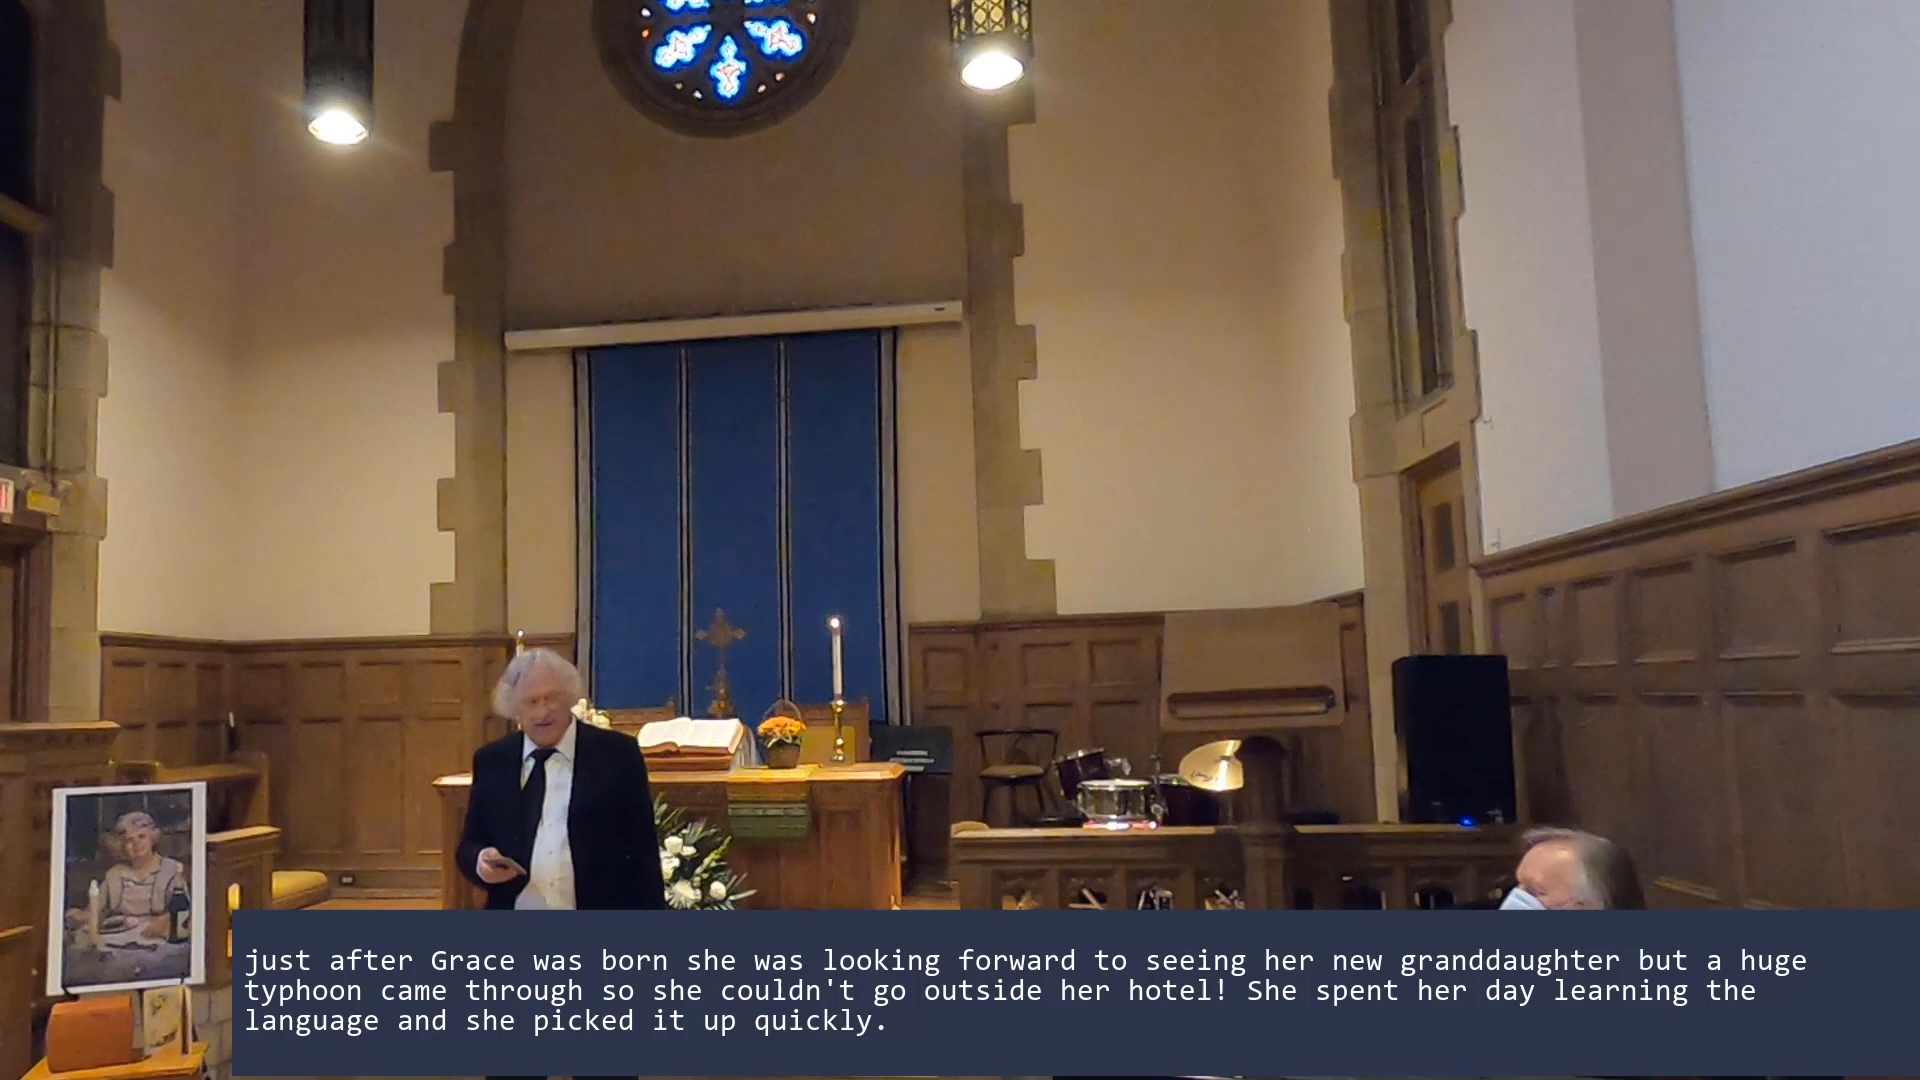 just after Grace was born she was looking forward to seeing her new granddaughter but a huge
typhoon came through so she couldn't go outside her hotel! She spent her day learning the
language and she picked it up quickly.